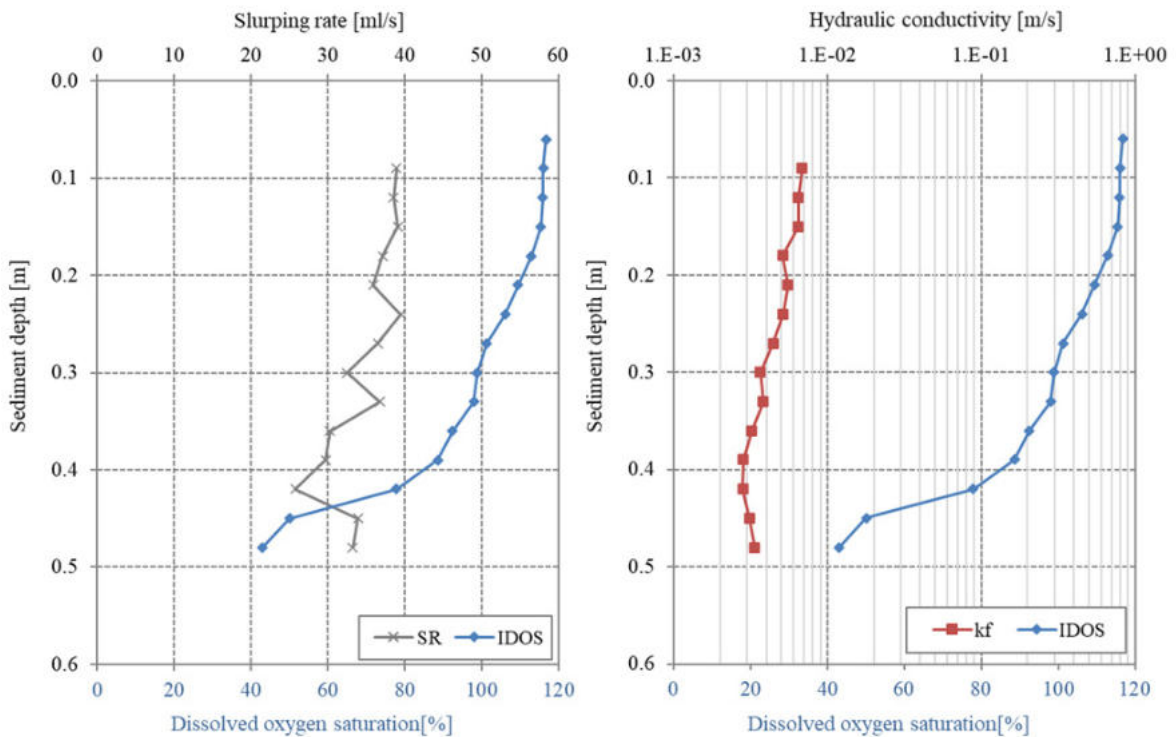 Slurping rate [ml/s]
0 10 20 30 40 50 60
0.0
0.1
0.2
0.3
0.4
0.5
0.6
Sediment depth [m]
SR IDOS
0 20 40 60 80 100 120
Dissolved oxygen saturation[%]
Hydraulic conductivity [m/s]
1.E-03 1.E-02 1.E-01 1.E+00
0.0
0.1
0.2
0.3
0.4
0.5
0.6
Sediment depth [m]
kf IDOS
0 20 40 60 80 100 120
Dissolved oxygen saturation[%]